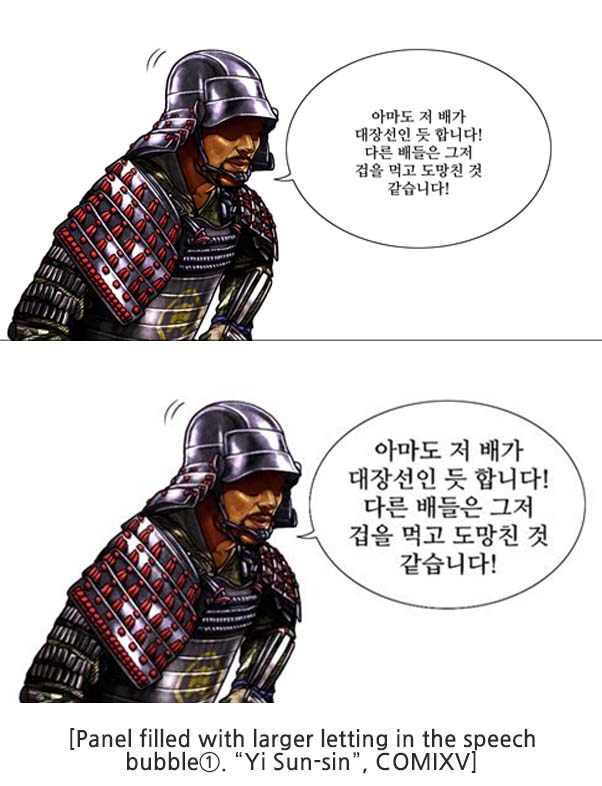 아마도 저 배가
대장선인 듯 합니다!
다른 배들은 그저
겁을 먹고 도망친 것
같습니다!
아마도 저 배가
대장선인 듯 합니다!
다른 배들은 그저
겁을 먹고 도망친 것
같습니다!
[Panel filled with larger letting in the speech
bubble①. “Yi Sun-sin”, COMIXV]